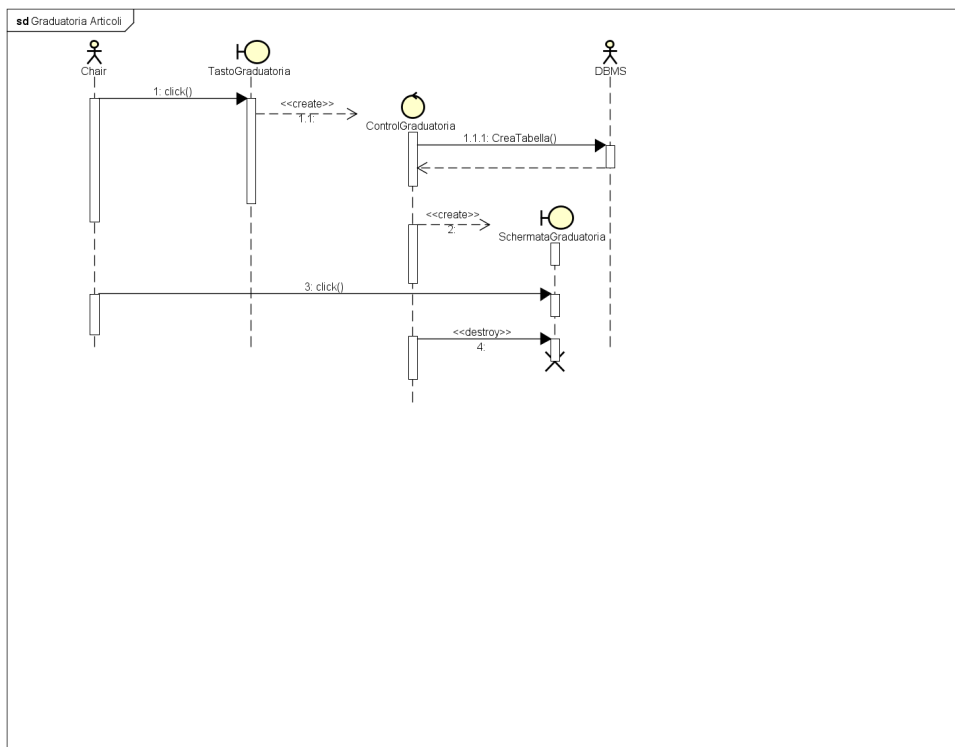 sd Graduatoria Articoli
Chair
TastoGraduatoria
DBMS
1: click()
<<create>>
1.1:
ControlGraduatoria
1.1.1: CreaTabella()
<<create>>
2:
SchermataGraduatoria
3: click()
<<destroy>>
4: